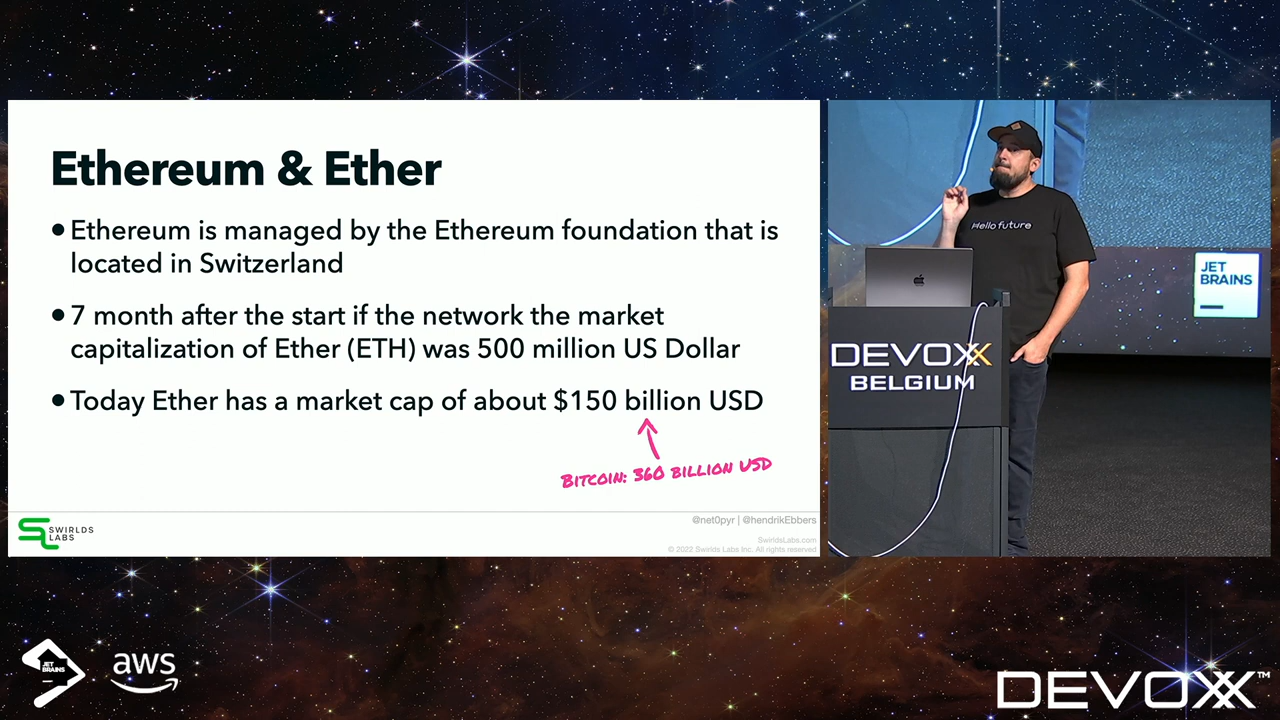 Ethereum & Ether
• Ethereum is managed by the Ethereum foundation that is
located in Switzerland
• 7 month after the start if the network the market
capitalization of Ether (ETH) was 500 million US Dollar
• Today Ether has a market cap of about $150 billion USD
BITCOIN: 360 BILLION USD
SWIRLDS
LABS
@net0pyr | @hendrikEbbers
SwirldsLabs.com
© 2022 Swirlds Labs Inc. All rights reserved
Hello future
JET
BRAINS
DEVOXX
BELGIUM
JET
BRAINS
aws
DEVOXX™